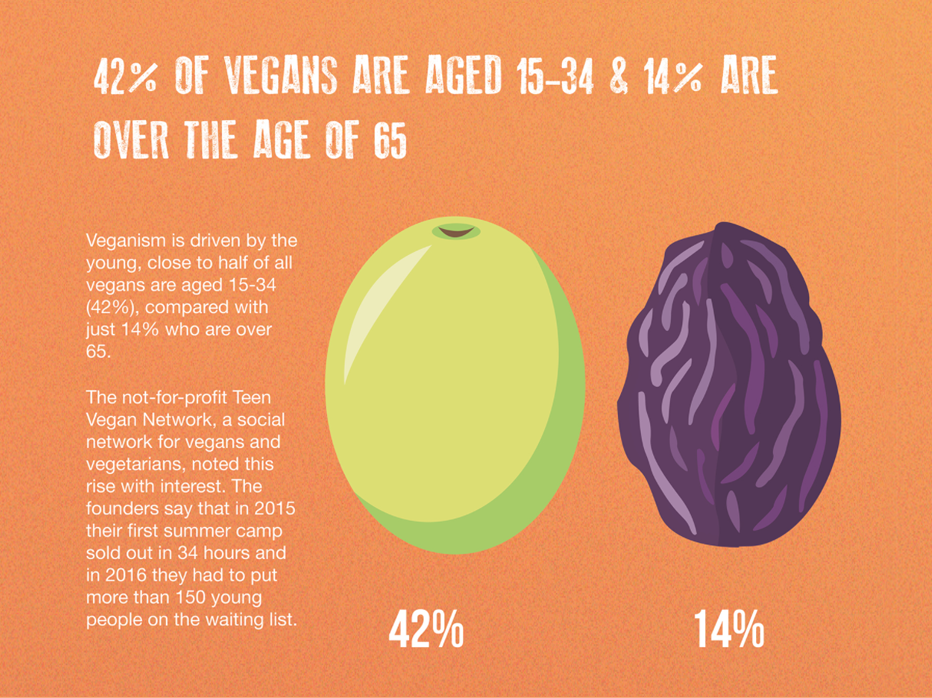 42% OF VEGANS ARE AGED 15–34 & 14% ARE
OVER THE AGE OF 65
Veganism is driven by the
young, close to half of all
vegans are aged 15-34
(42%), compared with
just 14% who are over
65.
The not-for-profit Teen
Vegan Network, a social
network for vegans and
vegetarians, noted this
rise with interest. The
founders say that in 2015
their first summer camp
sold out in 34 hours and
in 2016 they had to put
more than 150 young
people on the waiting list.
42%
14%